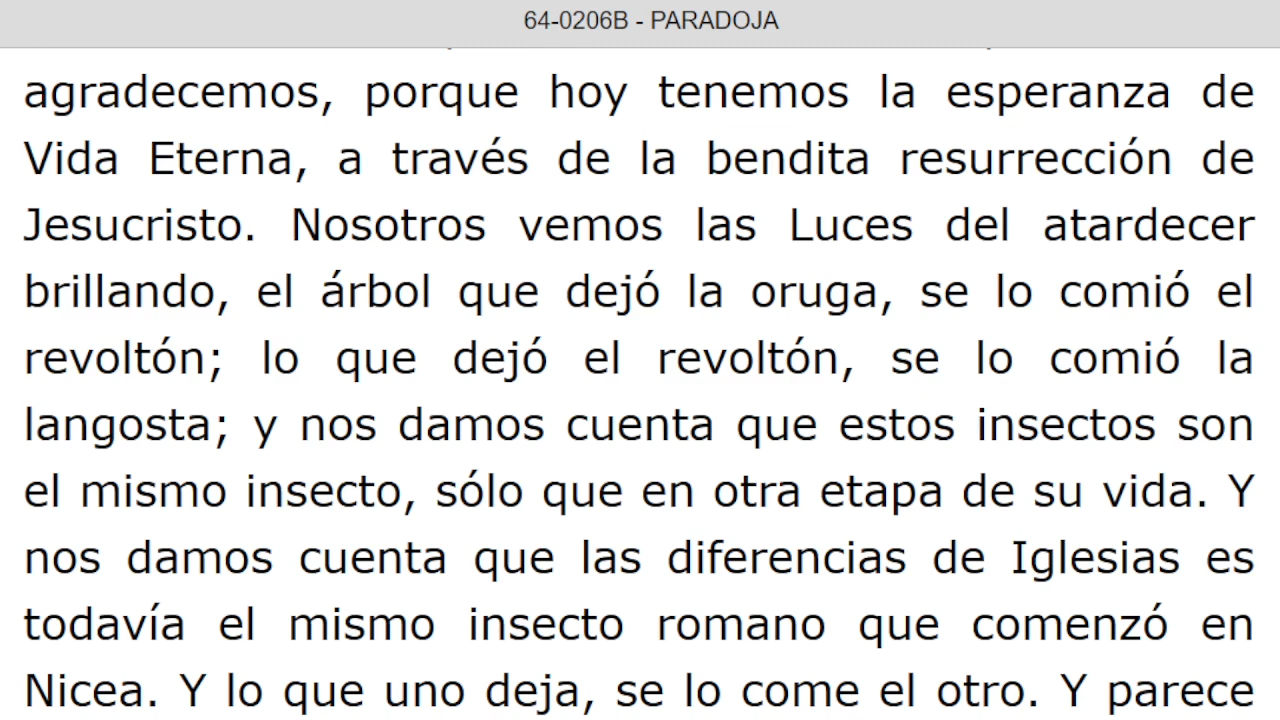 64-0206B - PARADOJA
agradecemos, porque hoy tenemos la esperanza de
Vida Eterna, a través de la bendita resurrección de
Jesucristo. Nosotros vemos las Luces del atardecer
brillando, el árbol que dejó la oruga, se lo comió el
revoltón; lo que dejó el revoltón, se lo comió la
langosta; y nos damos cuenta que estos insectos son
el mismo insecto, sólo que en otra etapa de su vida. Y
nos damos cuenta que las diferencias de Iglesias es
todavía el mismo insecto romano que comenzó en
Nicea. Y lo que uno deja, se lo come el otro. Y parece